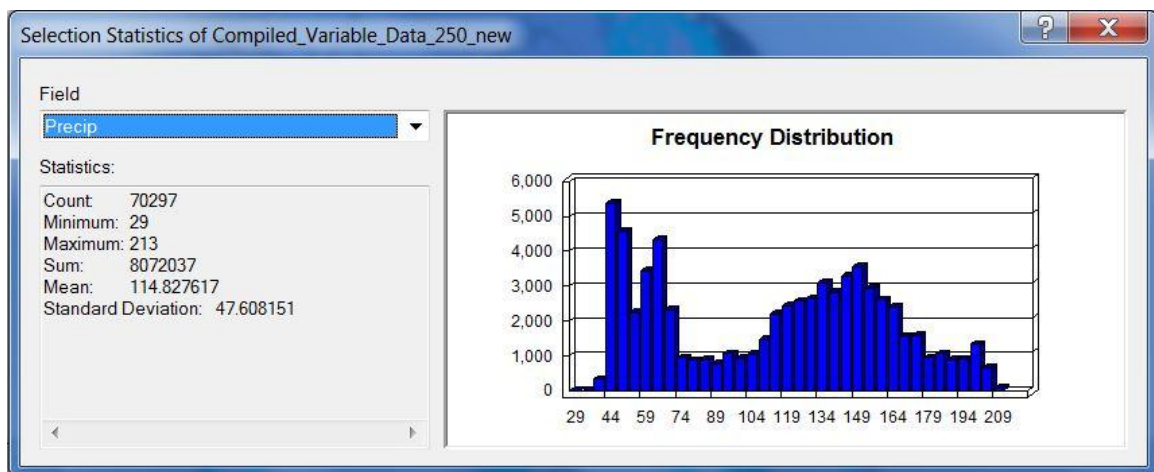 Selection Statistics of Compiled_Variable_Data_250_new
Field
Precip
Statistics:
Count: 70297
Minimum: 29
Maximum: 213
Sum: 8072037
Mean: 114.827617
Standard Deviation: 47.608151
Frequency Distribution
6,000
5,000
4,000
3,000
2,000
1,000
0
29 44 59 74 89 104 119 134 149 164 179 194 209